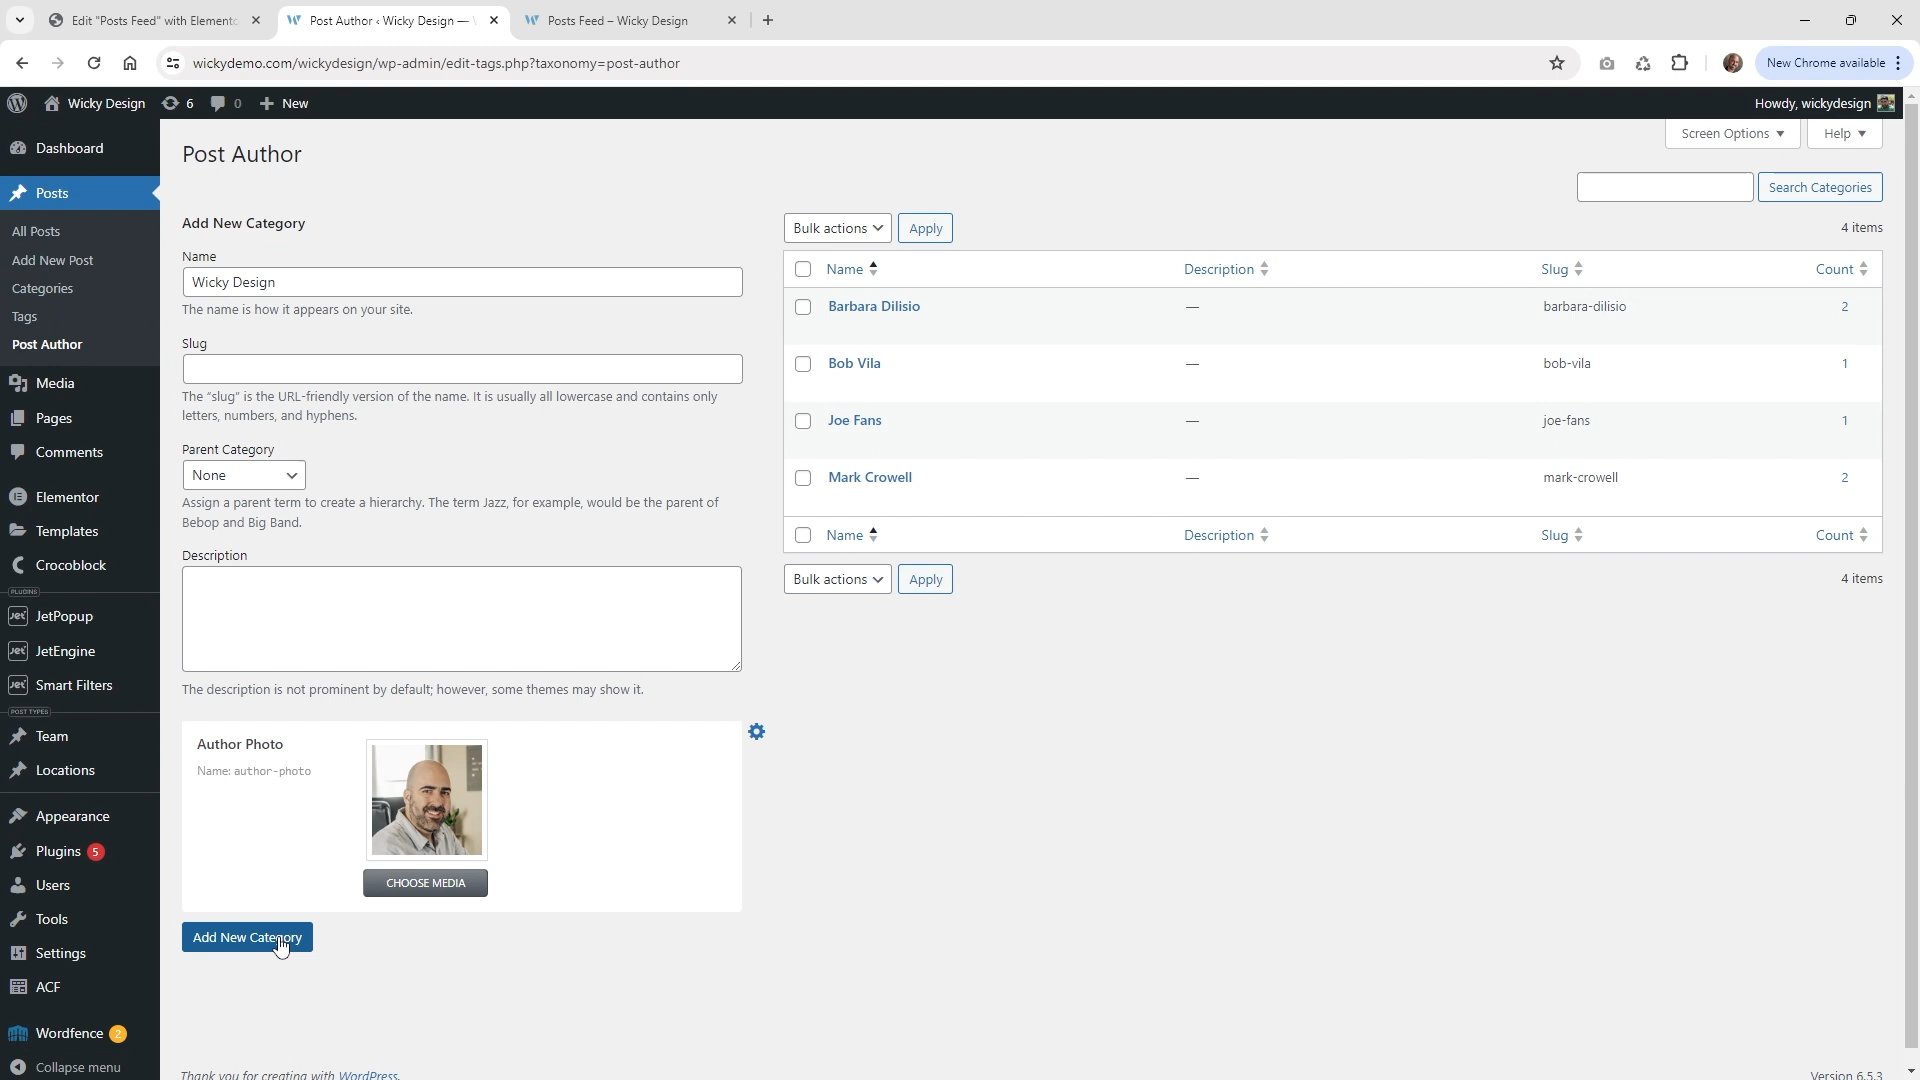 Edit "Posts Feed" with Elemento
Post Author ‹ Wicky Design —
Posts Feed – Wicky Design
wickydemo.com/wickydesign/wp-admin/edit-tags.php?taxonomy=post-author
New Chrome available
Wicky Design
6
0
New
Howdy, wickydesign
Dashboard
Posts
All Posts
Add New Post
Categories
Tags
Post Author
Media
Pages
Comments
Elementor
Templates
Crocoblock
PLUGINS
Jet JetPopup
Jet JetEngine
Jet Smart Filters
POST TYPES
Team
Locations
Appearance
Plugins 5
Users
Tools
Settings
ACF
Wordfence 2
Collapse menu
Screen Options
Help
Post Author
Search Categories
Add New Category
Name
Wicky Design
The name is how it appears on your site.
Slug
The “slug” is the URL-friendly version of the name. It is usually all lowercase and contains only
letters, numbers, and hyphens.
Parent Category
None
Assign a parent term to create a hierarchy. The term Jazz, for example, would be the parent of
Bebop and Big Band.
Description
The description is not prominent by default; however, some themes may show it.
Author Photo
Name: author-photo
CHOOSE MEDIA
Add New Category
Bulk actions Apply 4 items
Name Description Slug Count
Barbara Dilisio — barbara-dilisio 2
Bob Vila — bob-vila 1
Joe Fans — joe-fans 1
Mark Crowell — mark-crowell 2
Name Description Slug Count
Bulk actions Apply 4 items
Thank you for creating with WordPress.
Version 6.5.3